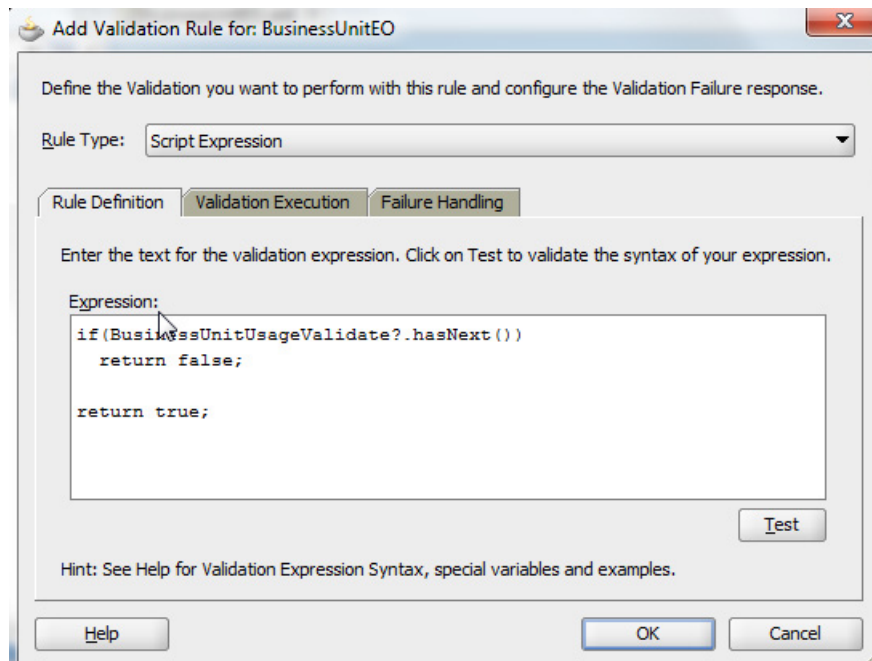 Add Validation Rule for: BusinessUnitEO
Define the Validation you want to perform with this rule and configure the Validation Failure response.
Rule Type: Script Expression
Rule Definition Validation Execution Failure Handling
Enter the text for the validation expression. Click on Test to validate the syntax of your expression.
Expression:
if(BusinessUnitUsageValidate?.hasNext())
return false;
return true;
Test
Hint: See Help for Validation Expression Syntax, special variables and examples.
Help OK Cancel